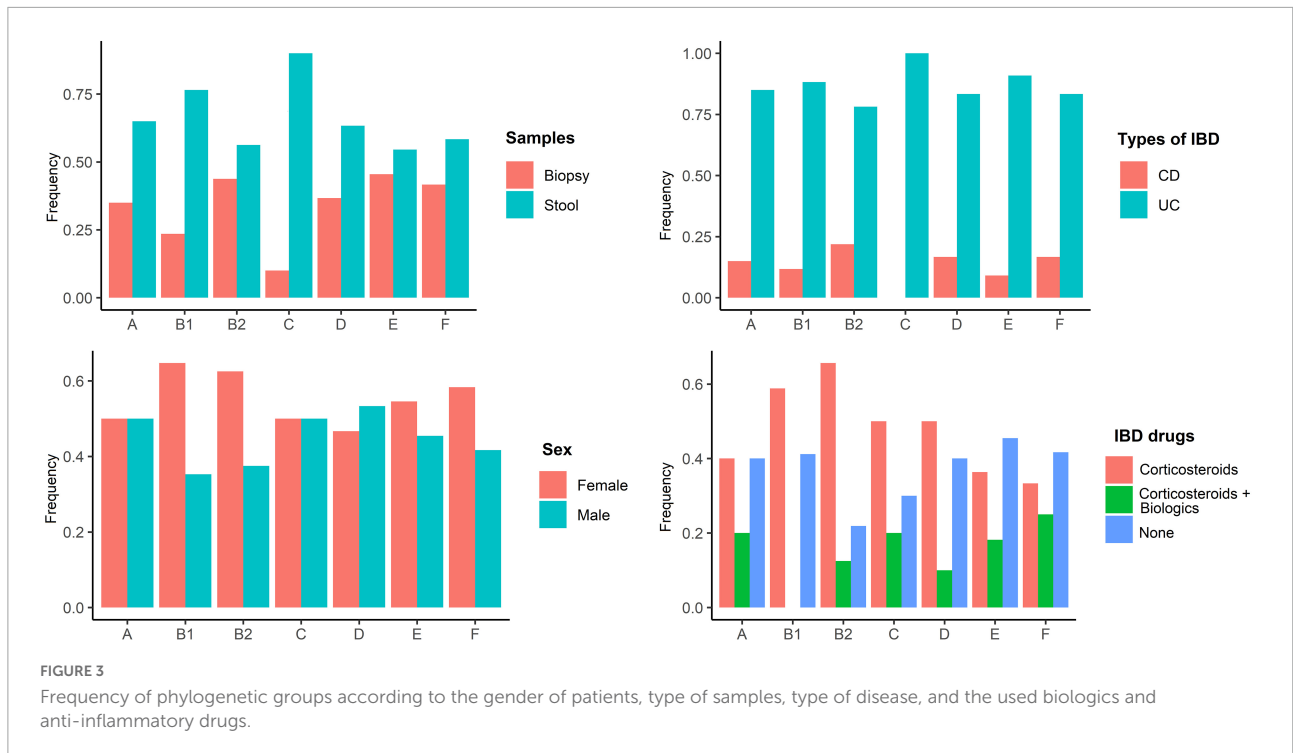 Frequency
0.75
0.50
0.25
0.00
A B1 B2 C D E F
Samples
Biopsy
Stool
Frequency
1.00
0.75
0.50
0.25
0.00
A B1 B2 C D E F
Types of IBD
CD
UC
Frequency
0.6
0.4
0.2
0.0
A B1 B2 C D E F
Sex
Female
Male
Frequency
0.6
0.4
0.2
0.0
A B1 B2 C D E F
IBD drugs
Corticosteroids
Corticosteroids +
Biologics
None
FIGURE 3
Frequency of phylogenetic groups according to the gender of patients, type of samples, type of disease, and the used biologics and
anti-inflammatory drugs.